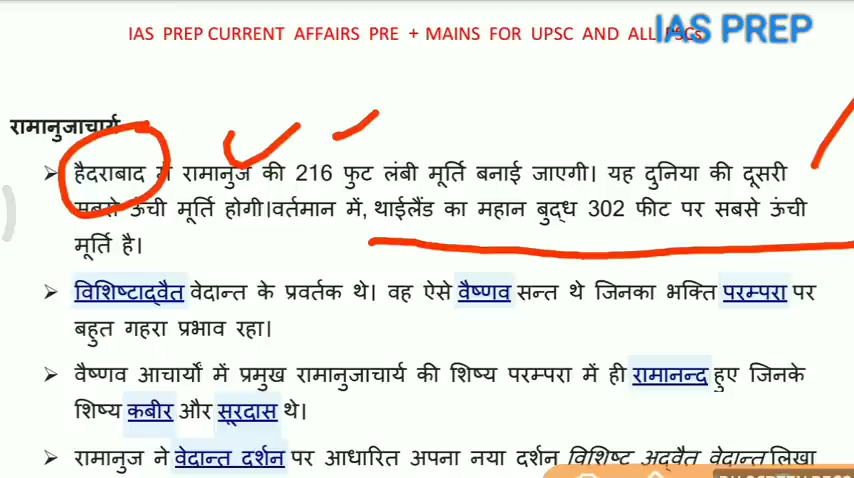 IAS PREP CURRENT AFFAIRS PRE + MAINS FOR UPSC AND ALL PSCs
IAS PREP
रामानुजाचार्य
हैदराबाद में रामानुज की 216 फुट लंबी मूर्ति बनाई जाएगी। यह दुनिया की दूसरी
सबसे ऊंची मूर्ति होगी।वर्तमान में, थाईलैंड का महान बुद्ध 302 फीट पर सबसे ऊंची
मूर्ति है।
विशिष्टाद्वैत वेदान्त के प्रवर्तक थे। वह ऐसे वैष्णव सन्त थे जिनका भक्ति परम्परा पर
बहुत गहरा प्रभाव रहा।
वैष्णव आचार्यों में प्रमुख रामानुजाचार्य की शिष्य परम्परा में ही रामानन्द हुए जिनके
शिष्य कबीर और सूरदास थे।
रामानुज ने वेदान्त दर्शन पर आधारित अपना नया दर्शन विशिष्ट अद्वैत वेदान्त लिखा